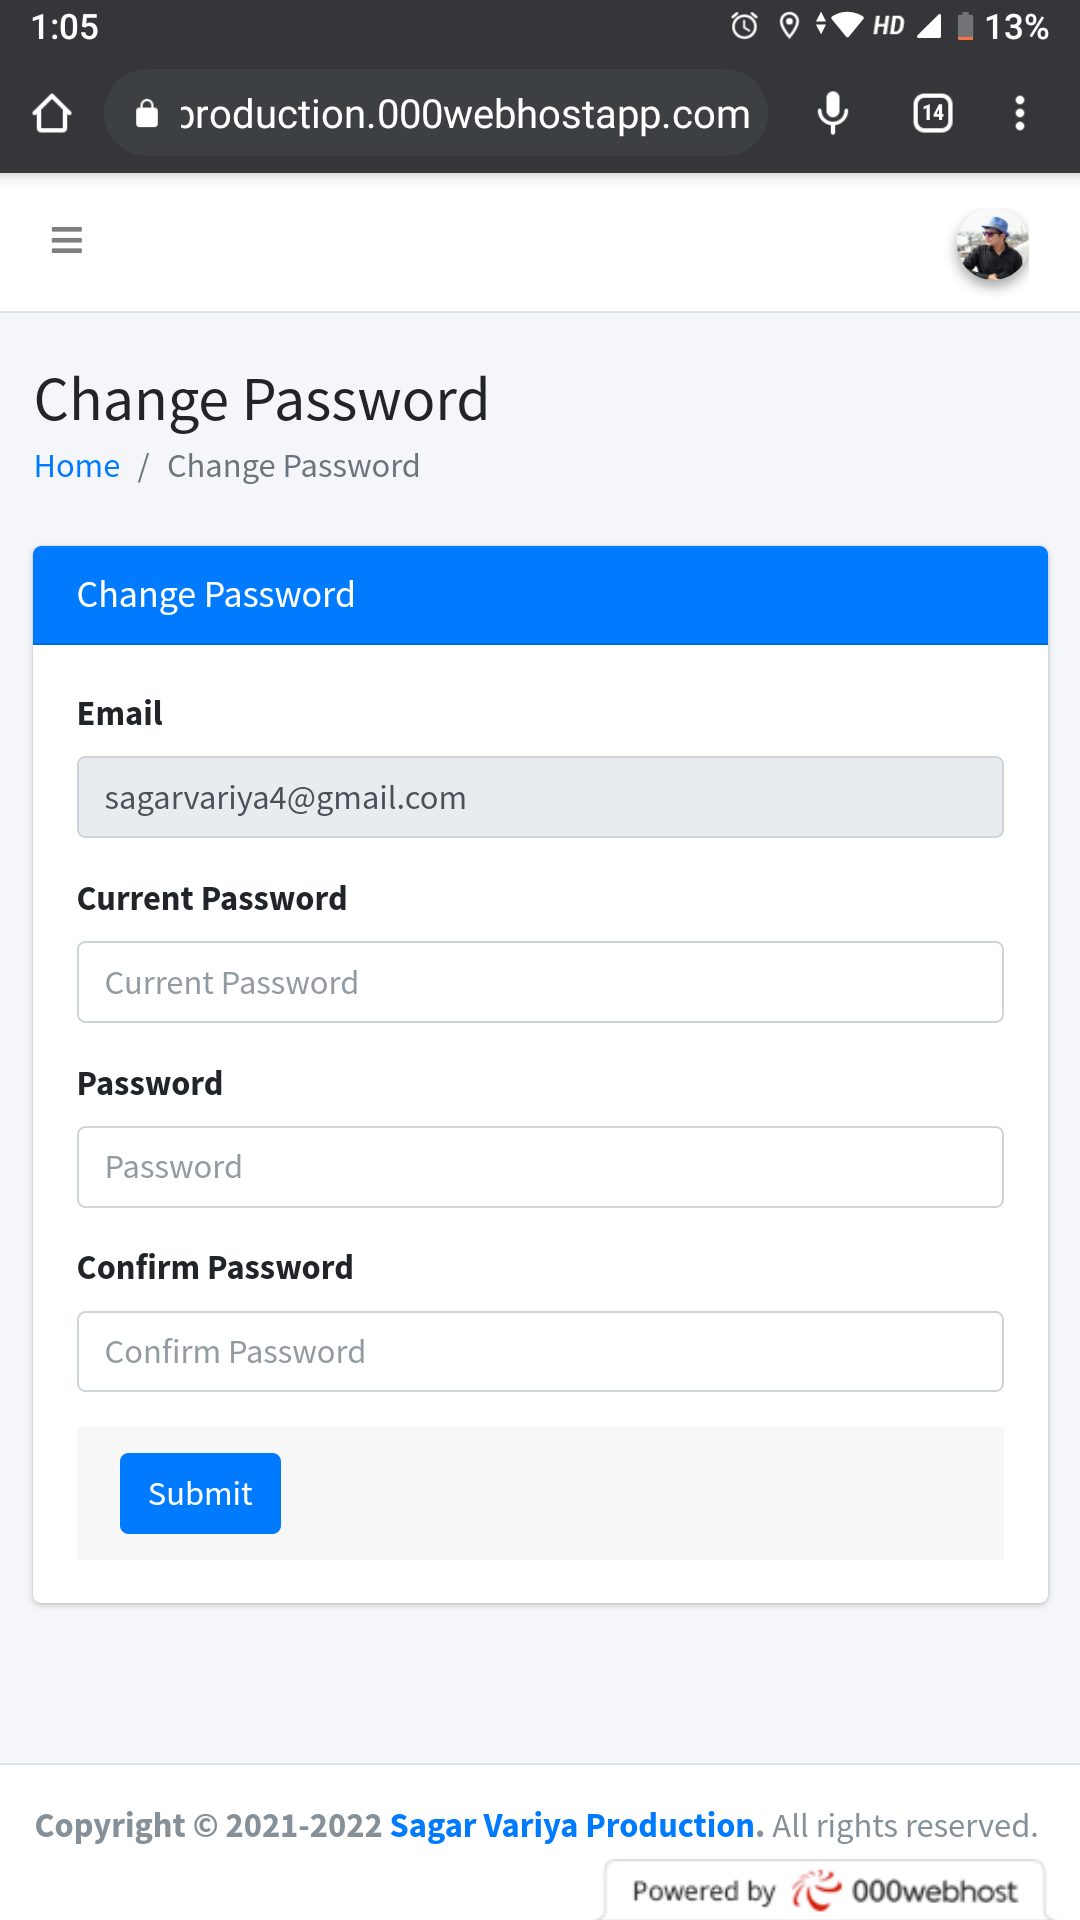 1:05 HD 13%
production.000webhostapp.com 14
Change Password
Home / Change Password
Change Password
Email
sagarvariya4@gmail.com
Current Password
Current Password
Password
Password
Confirm Password
Confirm Password
Submit
Copyright © 2021-2022 Sagar Variya Production. All rights reserved.
Powered by 000webhost